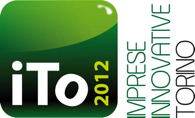 iTo
2012
IMPRESE
INNOVATIVE
TORINO